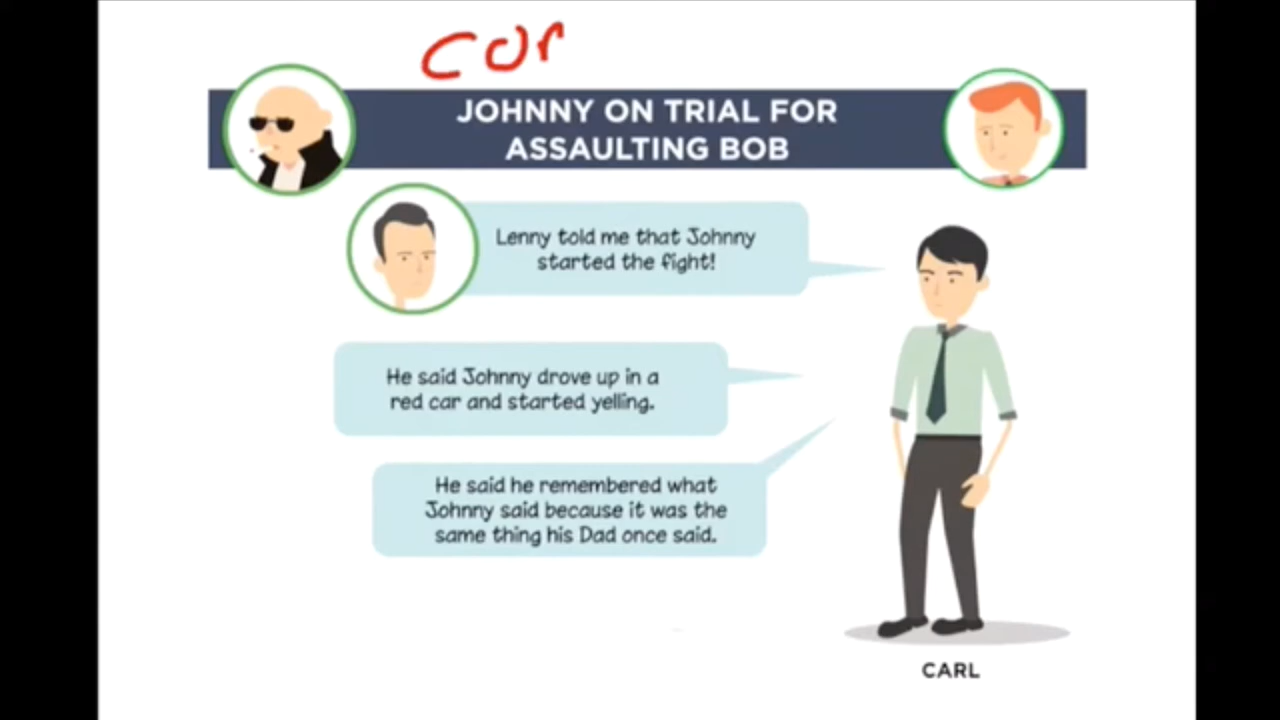 cor
JOHNNY ON TRIAL FOR
ASSAULTING BOB
Lenny told me that Johnny
started the fight!
He said Johnny drove up in a
red car and started yelling.
He said he remembered what
Johnny said because it was the
same thing his Dad once said.
CARL